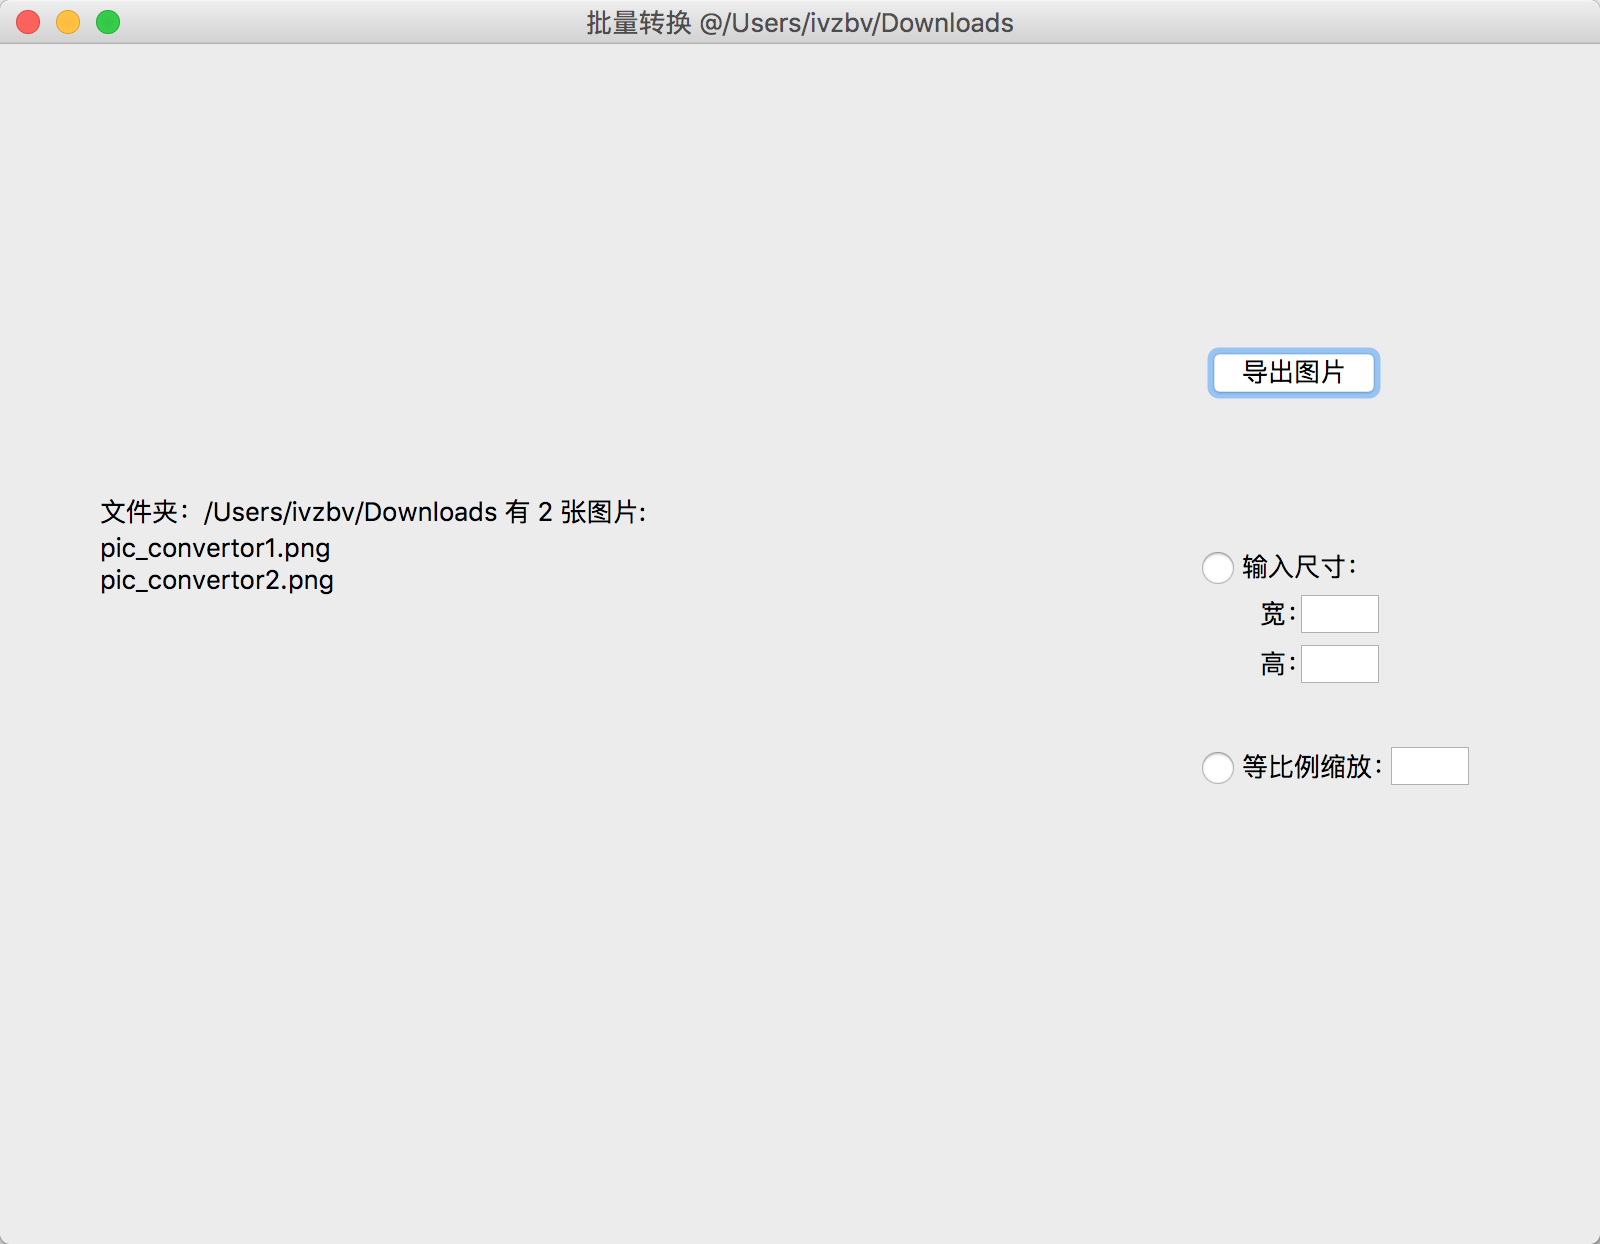 批量转换 @/Users/ivzbv/Downloads
导出图片
文件夹：/Users/ivzbv/Downloads 有 2 张图片:
pic_convertor1.png
pic_convertor2.png
输入尺寸：
宽：
高：
等比例缩放：